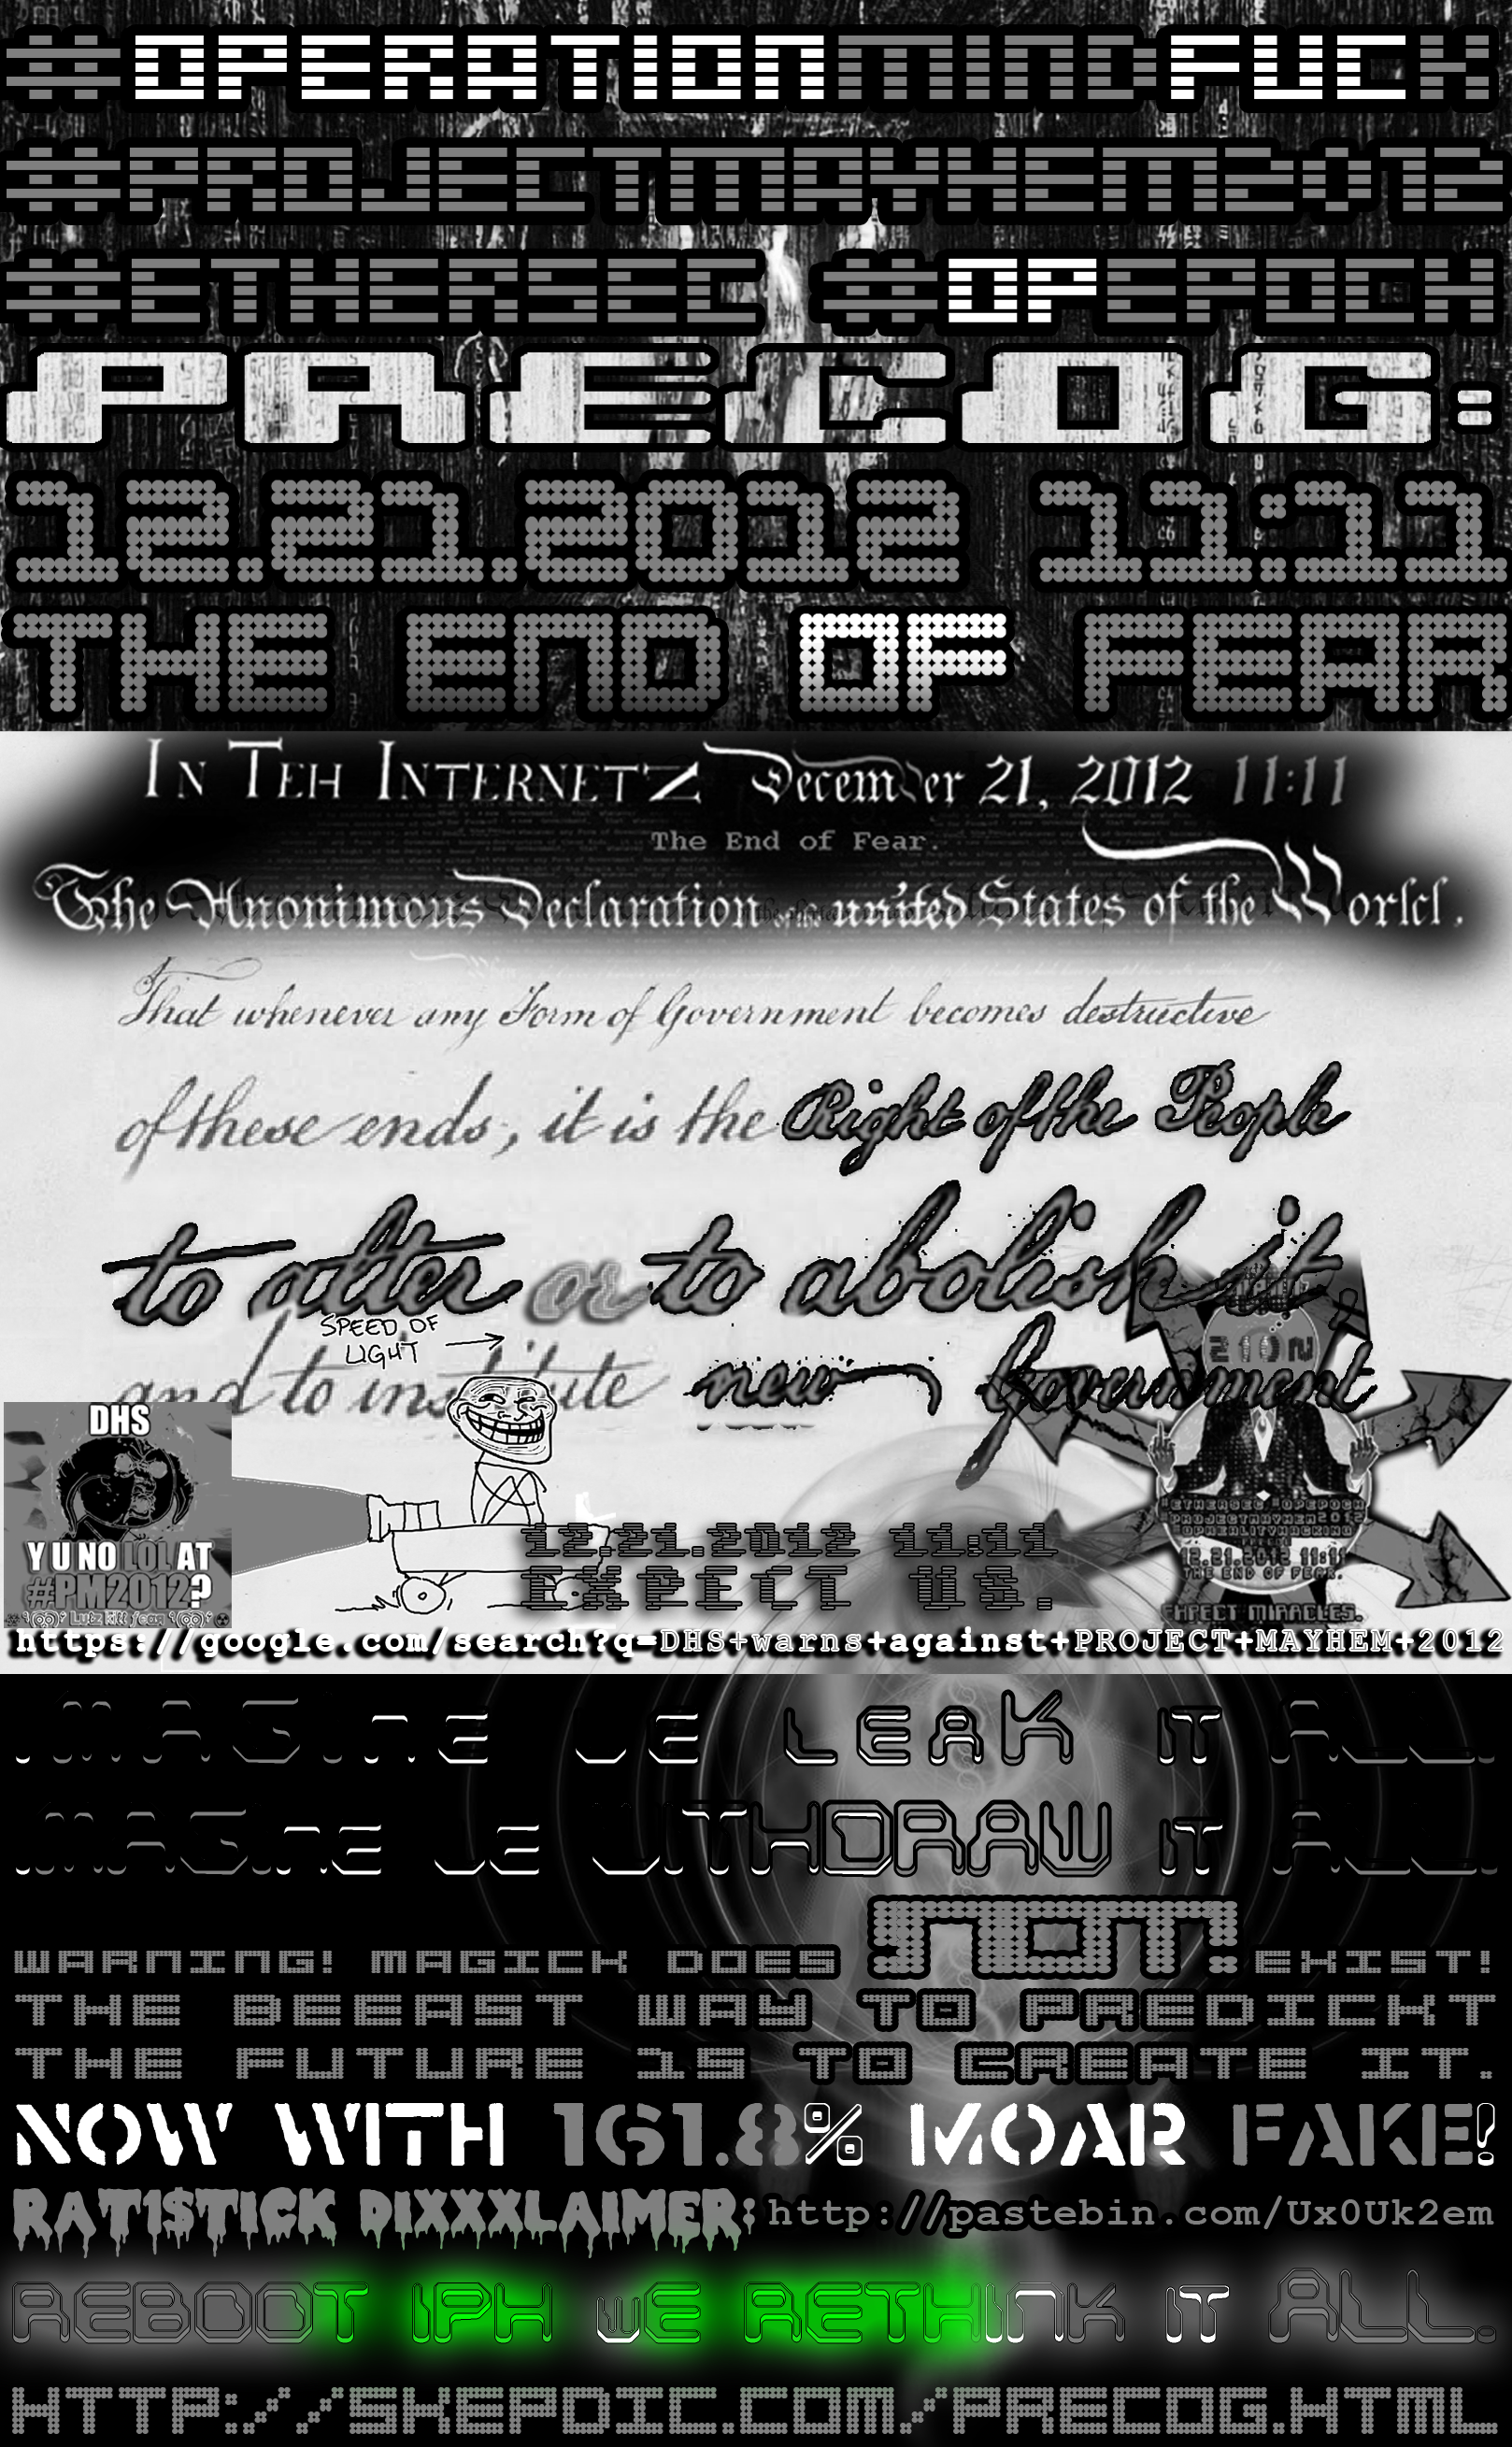 #OPERATIONMINDFUCK
#PROJECTMAYHEM2012
#ETHERSEC #OPEPOCH
PRECOG:
12.21.2012 11:11
THE END OF FEAR
IN TEH INTERNETZ December 21, 2012 11:11
The End of Fear.
The Anonimous Declaration of the united States of the World.
That whenever any Form of Government becomes destructive
of these ends, it is the Right of the People
to alter or to abolish it,
SPEED OF
LIGHT
and to institute new Government
ZION
DHS
Y U NO LOL AT
#PM2012?
Lulz kill fear
#ETHERSEC #OPEPOCH
#PROJECTMAYHEM2012
#OPREALITYHACKING
12.21.2012 11:11
THE END OF FEAR.
EXPECT MIRACLES.
12.21.2012 11:11
EXPECT US.
https://google.com/search?q=DHS+warns+against+PROJECT+MAYHEM+2012
IMAGINE WE LEAK IT ALL.
IMAGINE WE WITHDRAW IT ALL.
WARNING! MAGICK DOES NOT EXIST!
THE BEEAST WAY TO PREDICKT
THE FUTURE 1S TO CREATE IT.
NOW WITH 161.8% MOAR FAKE!
RAT1$TICK DIXXXLAIMER: http://pastebin.com/Ux0Uk2em
REBOOT IPH wE RETHINK IT ALL.
HTTP://SKEPDIC.COM/PRECOG.HTML